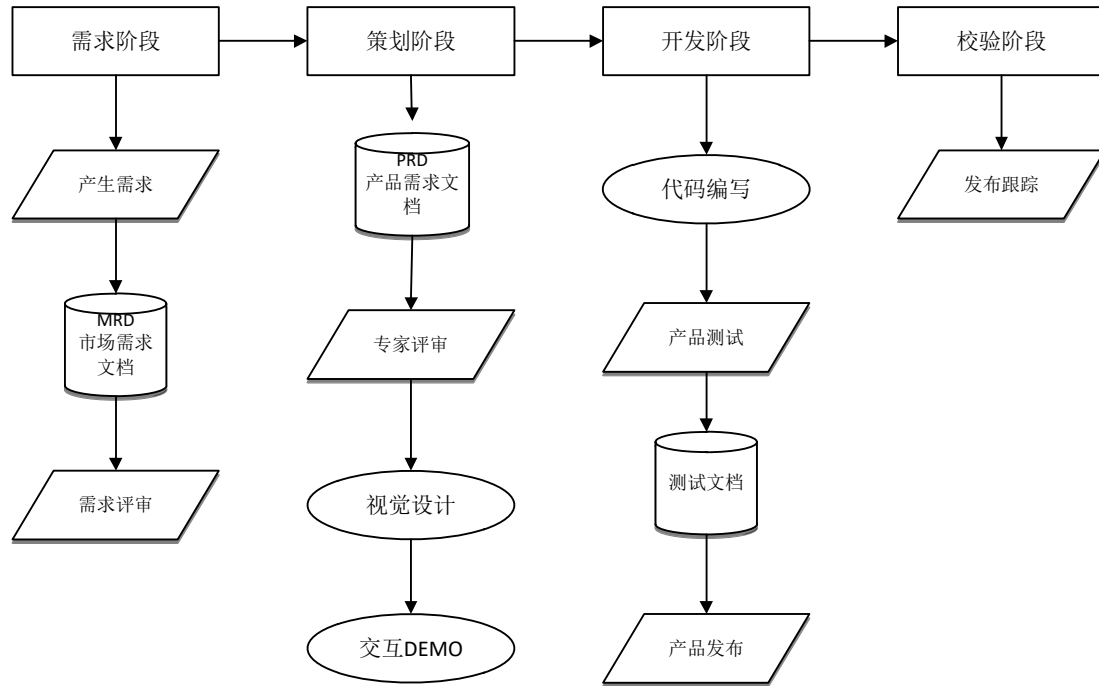 需求阶段
策划阶段
开发阶段
校验阶段
产生需求
MRD
市场需求
文档
需求评审
PRD
产品需求文
档
专家评审
视觉设计
交互DEMO
代码编写
产品测试
测试文档
产品发布
发布跟踪